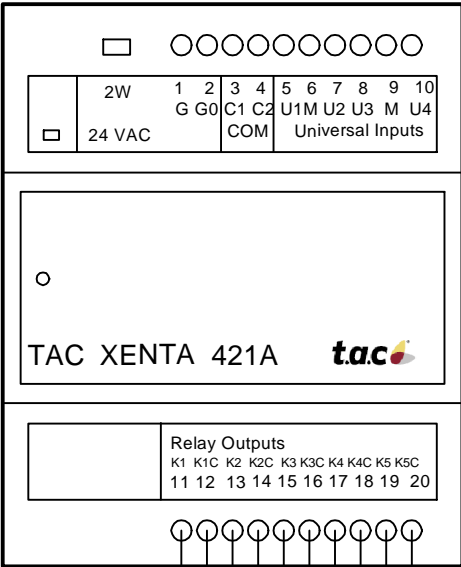 2W 1 2 3 4 5 6 7 8 9 10
G G0 C1 C2 U1 M U2 U3 M U4
24 VAC COM Universal Inputs
TAC XENTA 421A t.a.c
Relay Outputs
K1 K1C K2 K2C K3 K3C K4 K4C K5 K5C
11 12 13 14 15 16 17 18 19 20